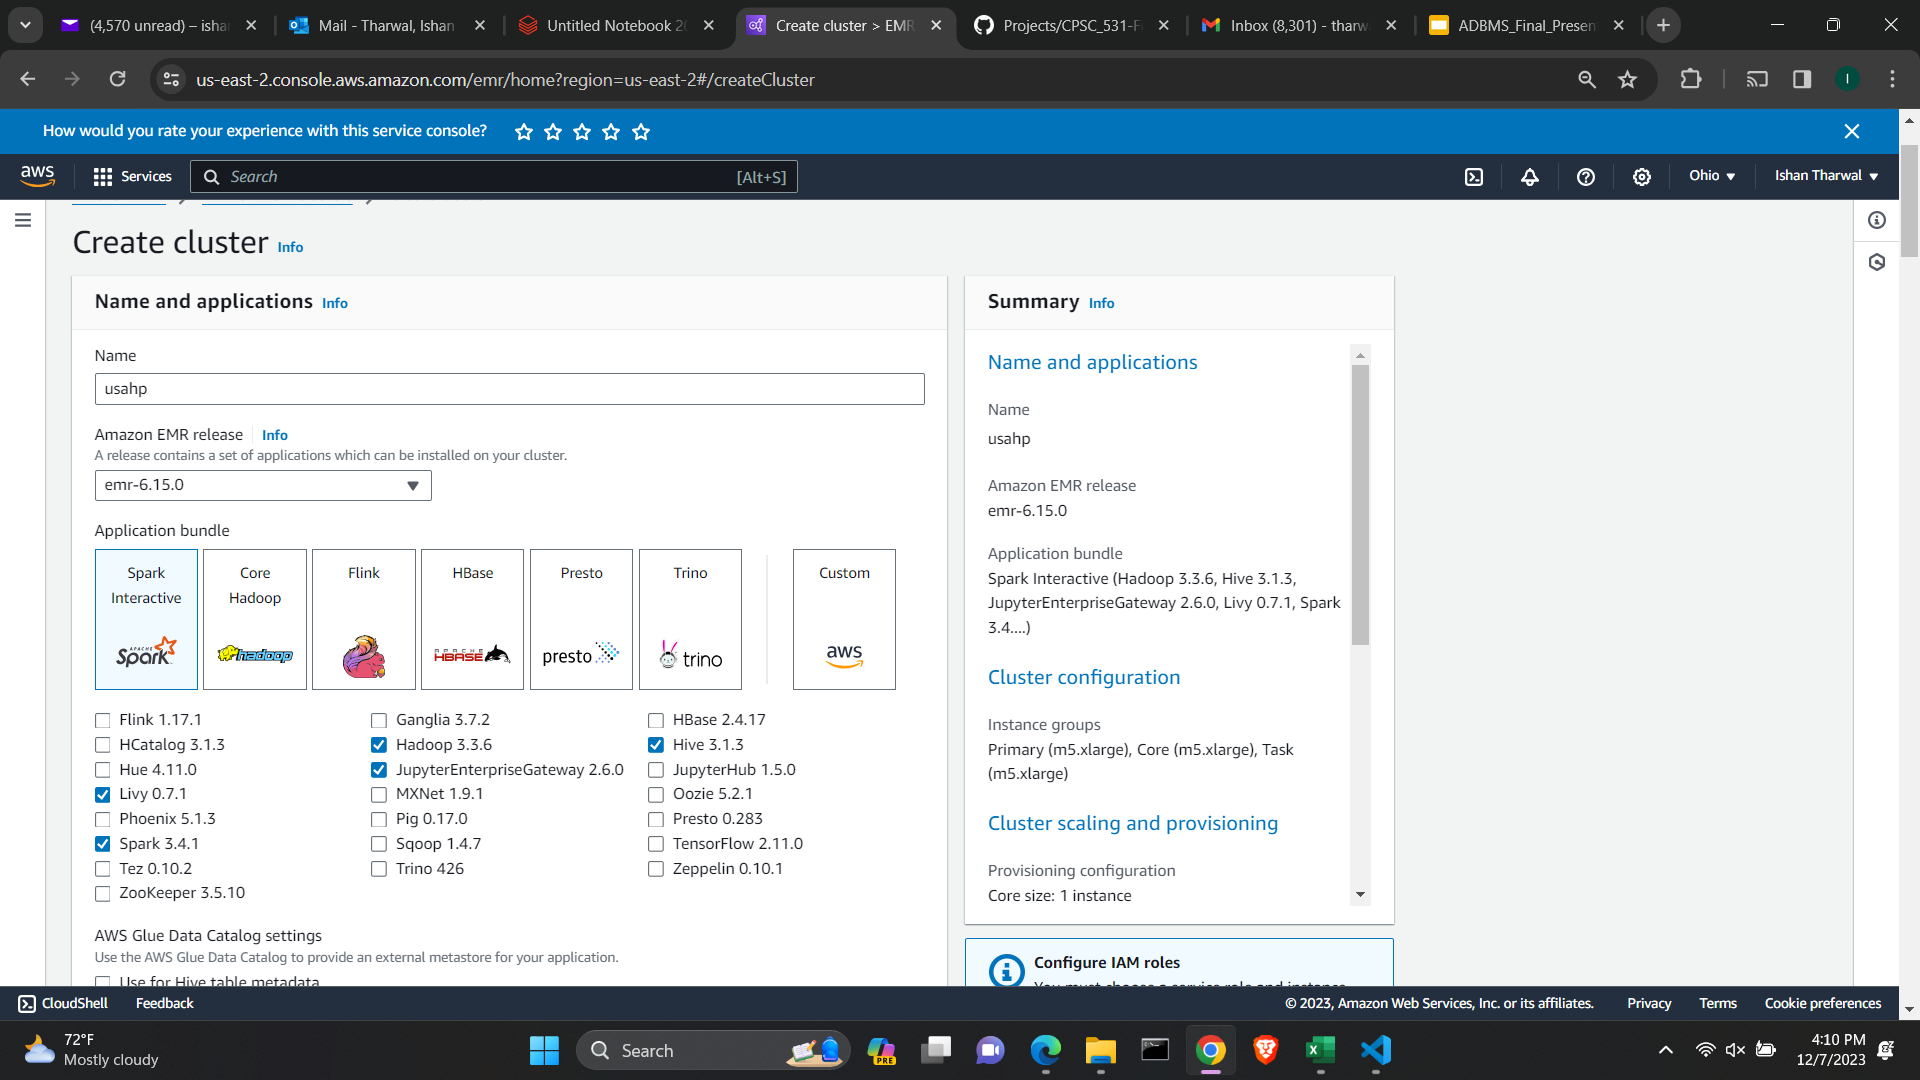 (4,570 unread) – ishar
Mail - Tharwal, Ishan
Untitled Notebook 20
Create cluster > EMR
Projects/CPSC_531-Fi
Inbox (8,301) - tharwa
ADBMS_Final_Presen
us-east-2.console.aws.amazon.com/emr/home?region=us-east-2#/createCluster
I
How would you rate your experience with this service console?
aws
Services
Search
[Alt+S]
Ohio
Ishan Tharwal
Create cluster Info
Name and applications Info
Name
usahp
Amazon EMR release Info
A release contains a set of applications which can be installed on your cluster.
emr-6.15.0
Application bundle
Spark Interactive
APACHE Spark
Core Hadoop
hadoop
Flink
HBase
APACHE HBASE
Presto
presto
Trino
trino
Custom
aws
Flink 1.17.1
Ganglia 3.7.2
HBase 2.4.17
HCatalog 3.1.3
Hadoop 3.3.6
Hive 3.1.3
Hue 4.11.0
JupyterEnterpriseGateway 2.6.0
JupyterHub 1.5.0
Livy 0.7.1
MXNet 1.9.1
Oozie 5.2.1
Phoenix 5.1.3
Pig 0.17.0
Presto 0.283
Spark 3.4.1
Sqoop 1.4.7
TensorFlow 2.11.0
Tez 0.10.2
Trino 426
Zeppelin 0.10.1
ZooKeeper 3.5.10
AWS Glue Data Catalog settings
Use the AWS Glue Data Catalog to provide an external metastore for your application.
Use for Hive table metadata
Summary Info
Name and applications
Name
usahp
Amazon EMR release
emr-6.15.0
Application bundle
Spark Interactive (Hadoop 3.3.6, Hive 3.1.3,
JupyterEnterpriseGateway 2.6.0, Livy 0.7.1, Spark
3.4....)
Cluster configuration
Instance groups
Primary (m5.xlarge), Core (m5.xlarge), Task
(m5.xlarge)
Cluster scaling and provisioning
Provisioning configuration
Core size: 1 instance
Configure IAM roles
You must choose a service role and instance
CloudShell
Feedback
© 2023, Amazon Web Services, Inc. or its affiliates.
Privacy
Terms
Cookie preferences
72°F
Mostly cloudy
Search
PRE
4:10 PM
12/7/2023